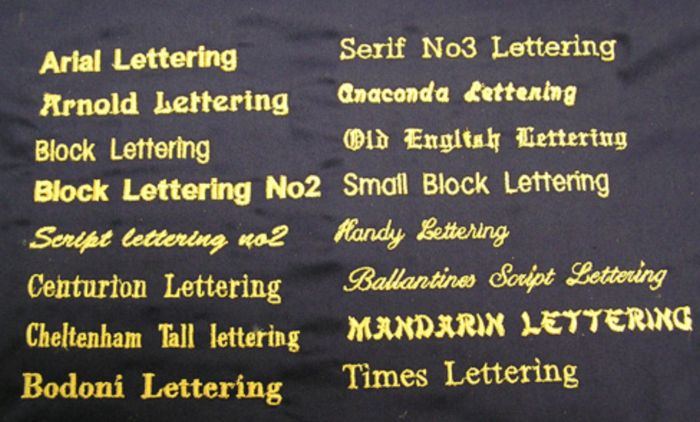 Arial Lettering
Arnold Lettering
Block Lettering
Block Lettering No2
Script lettering no2
Centurion Lettering
Cheltenham Tall lettering
Bodoni Lettering
Serif No3 Lettering
Anaconda Lettering
Old English Lettering
Small Block Lettering
Handy Lettering
Ballantines Script Lettering
MANDARIN LETTERING
Times Lettering